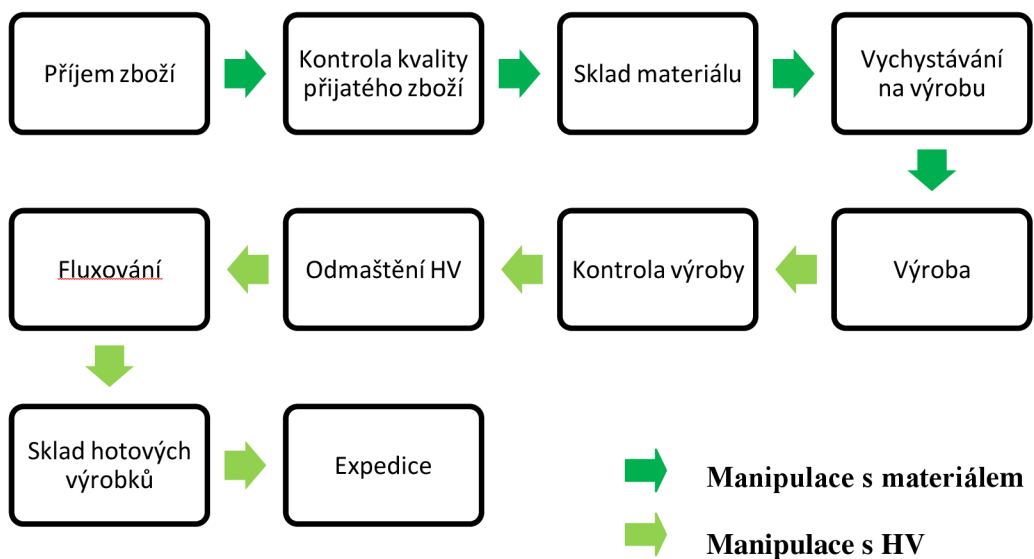 Příjem zboží
Kontrola kvality
přijatého zboží
Sklad materiálu
Vychystávání
na výrobu
Fluxování
Odmaštění HV
Kontrola výroby
Výroba
Sklad hotových
výrobků
Expedice
Manipulace s materiálem
Manipulace s HV